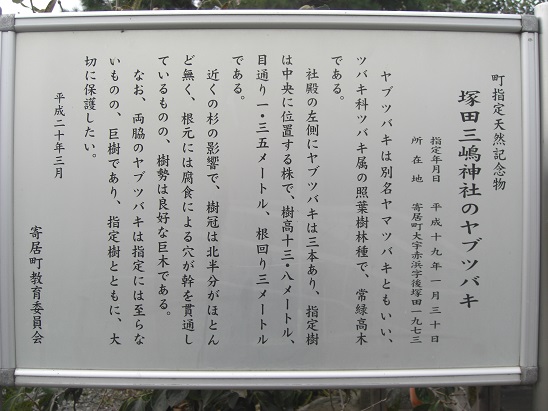 町指定天然記念物
塚田三嶋神社のヤブツバキ
指定年月日　平成十九年一月三十日
所在地　寄居町大字赤浜字後塚田一九七三
ヤブツバキは別名ヤマツバキともいい、
ツバキ科ツバキ属の照葉樹林種で、常緑高木
である。
社殿の左側にヤブツバキは三本あり、指定樹
は中央に位置する株で、樹高十三・八メートル、
目通り一・三五メートル、根回り三メートル
である。
近くの杉の影響で、樹冠は北半分がほとん
ど無く、根元には腐食による穴が幹を貫通し
ているものの、樹勢は良好な巨木である。
なお、両脇のヤブツバキは指定には至らな
いものの、巨樹であり、指定樹とともに、大
切に保護したい。
平成二十年三月
寄居町教育委員会